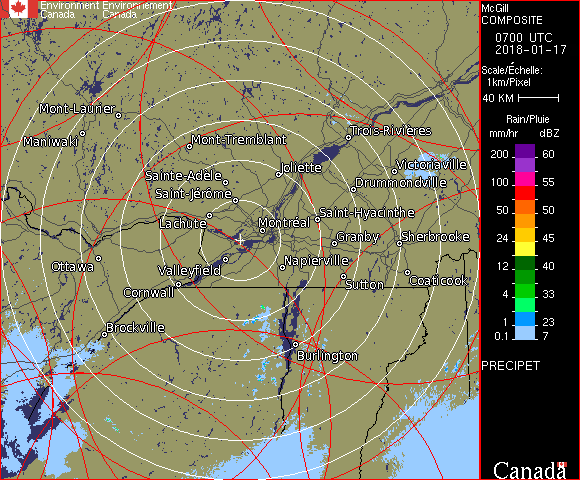 Environment Environnement
Canada Canada
McGill
COMPOSITE
0700 UTC
2018-01-17
Scale/Échelle:
1km/Pixel
40 KM
Rain/Pluie
mm/hr dBZ
200 60
55
100 55
50 50
24 45
12 40
4 33
1 23
0.1 7
PRECIPET
Canada
Mont-Laurier
Maniwaki
Mont-Tremblant
Trois-Rivières
Sainte-Adèle
Joliette
Victoriaville
Saint-Jérôme
Drummondville
Lachute
Montréal
Saint-Hyacinthe
Granby
Sherbrooke
Ottawa
Valleyfield
Napierville
Cornwall
Sutton
Coaticook
Brockville
Burlington